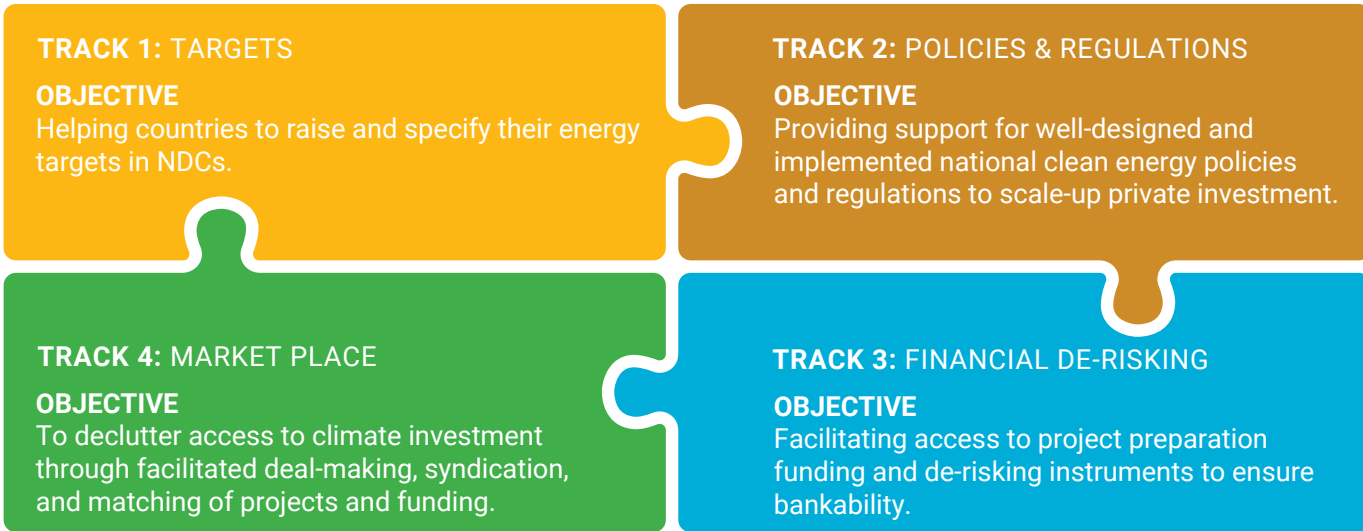 TRACK 1: TARGETS
OBJECTIVE
Helping countries to raise and specify their energy
targets in NDCs.
TRACK 2: POLICIES & REGULATIONS
OBJECTIVE
Providing support for well-designed and
implemented national clean energy policies
and regulations to scale-up private investment.
TRACK 4: MARKET PLACE
OBJECTIVE
To declutter access to climate investment
through facilitated deal-making, syndication,
and matching of projects and funding.
TRACK 3: FINANCIAL DE-RISKING
OBJECTIVE
Facilitating access to project preparation
funding and de-risking instruments to ensure
bankability.